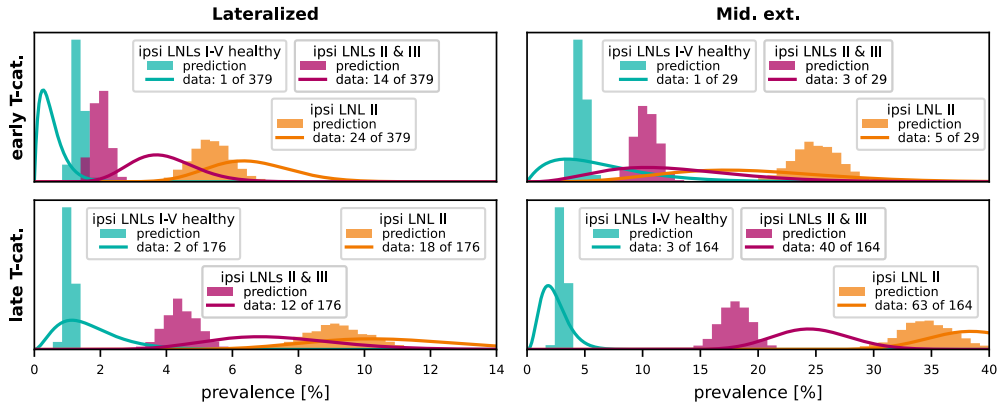 Lateralized
Mid. ext.
early T-cat.
ipsi LNLs I-V healthy
prediction
data: 1 of 379
ipsi LNLs II & III
prediction
data: 14 of 379
ipsi LNL II
prediction
data: 24 of 379
ipsi LNLs I-V healthy
prediction
data: 1 of 29
ipsi LNLs II & III
prediction
data: 3 of 29
ipsi LNL II
prediction
data: 5 of 29
late T-cat.
ipsi LNLs I-V healthy
prediction
data: 2 of 176
ipsi LNL II
prediction
data: 18 of 176
ipsi LNLs II & III
prediction
data: 12 of 176
ipsi LNLs I-V healthy
prediction
data: 3 of 164
ipsi LNLs II & III
prediction
data: 40 of 164
ipsi LNL II
prediction
data: 63 of 164
0 2 4 6 8 10 12 14
prevalence [%]
0 5 10 15 20 25 30 35 40
prevalence [%]